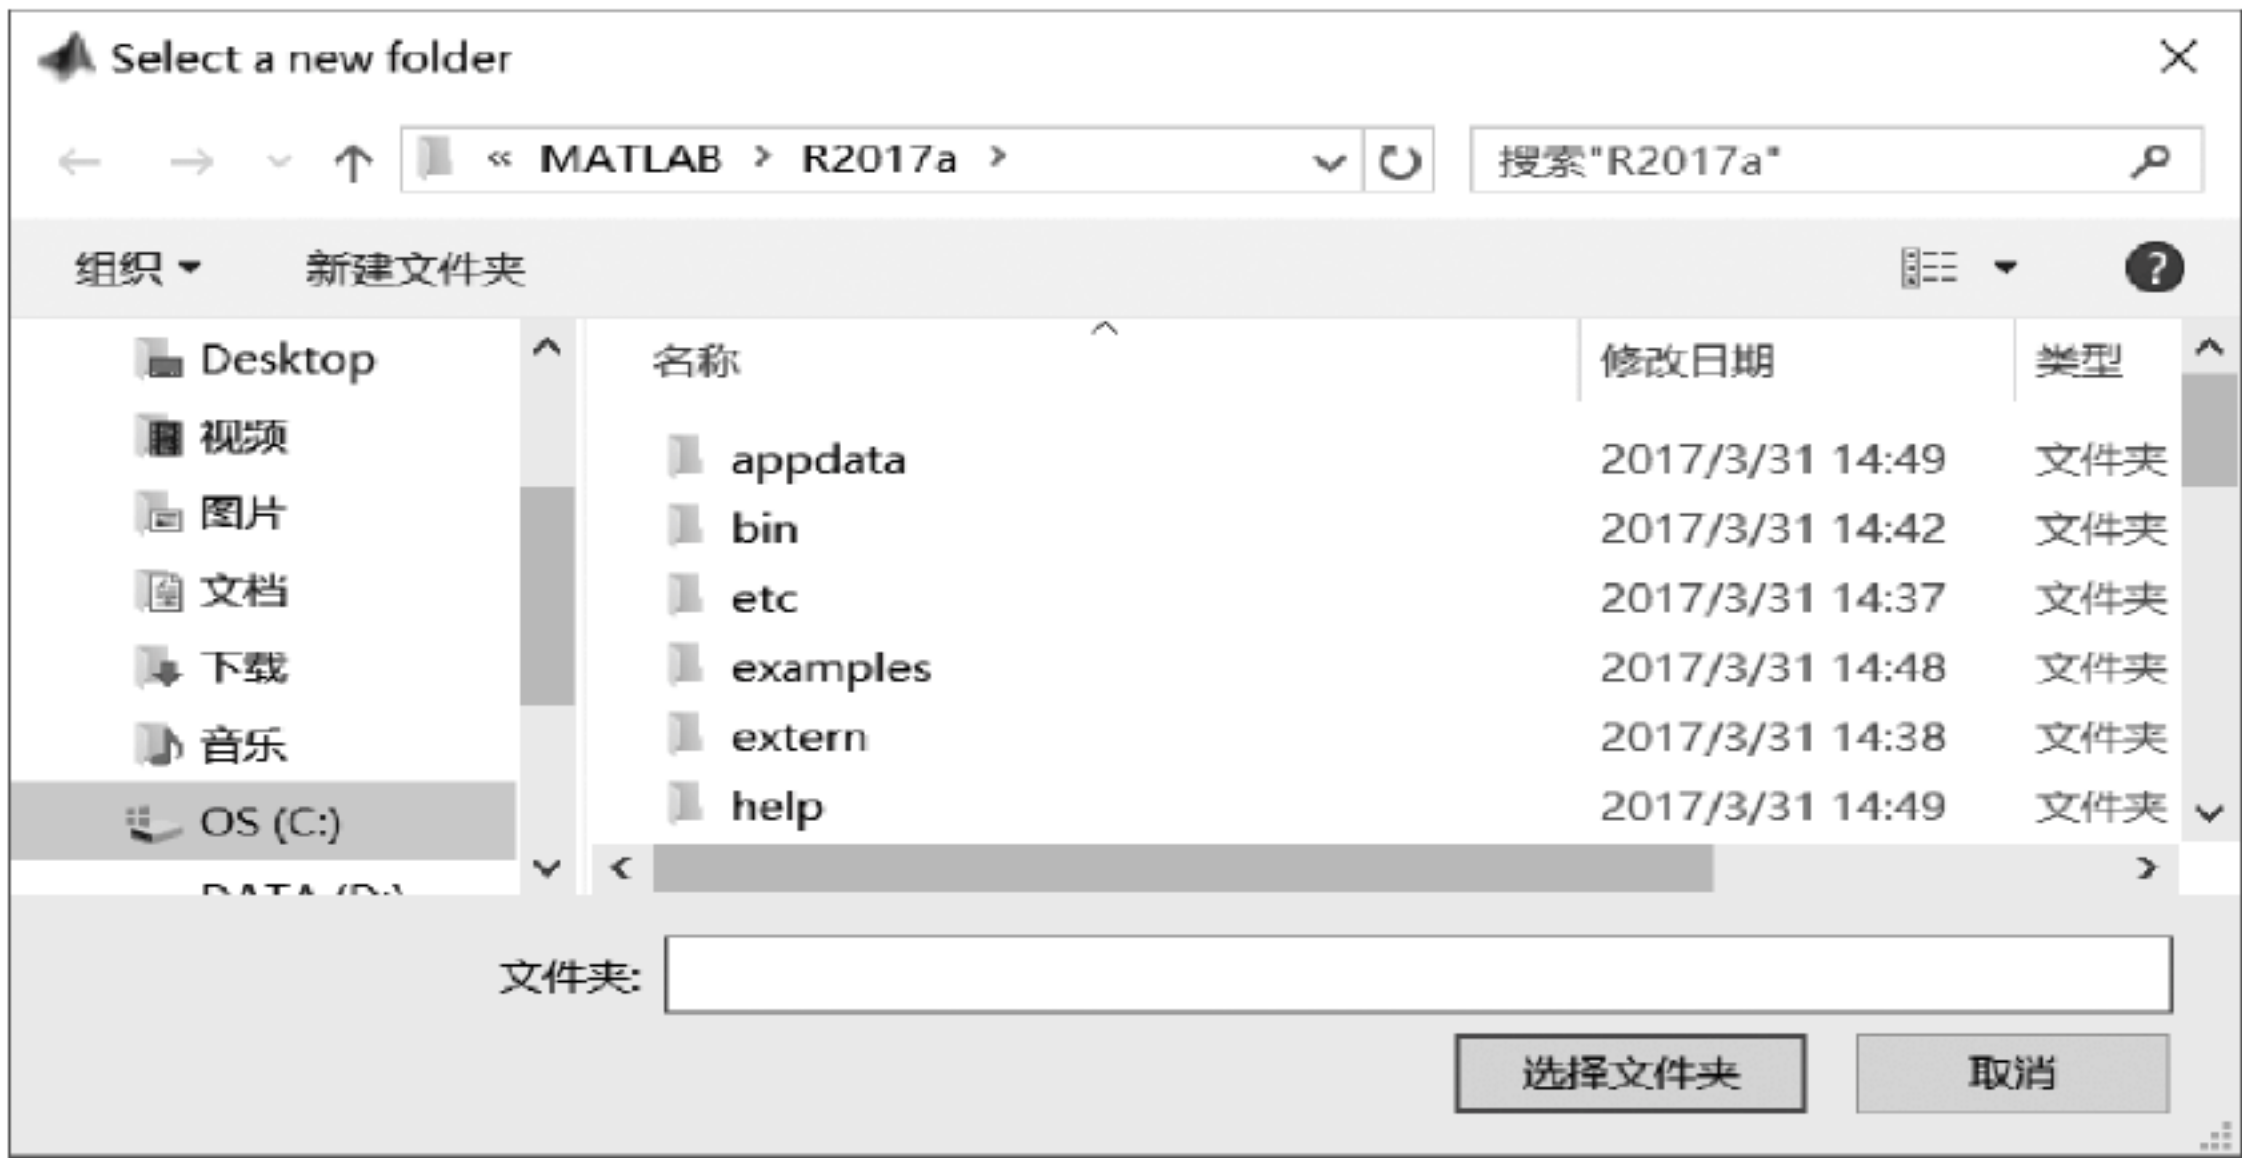 Select a new folder
« MATLAB > R2017a >
搜索"R2017a"
组织
新建文件夹
Desktop
视频
图片
文档
下载
音乐
OS (C:)
DATA (D:)
名称 修改日期 类型
appdata 2017/3/31 14:49 文件夹
bin 2017/3/31 14:42 文件夹
etc 2017/3/31 14:37 文件夹
examples 2017/3/31 14:48 文件夹
extern 2017/3/31 14:38 文件夹
help 2017/3/31 14:49 文件夹
文件夹:
选择文件夹 取消